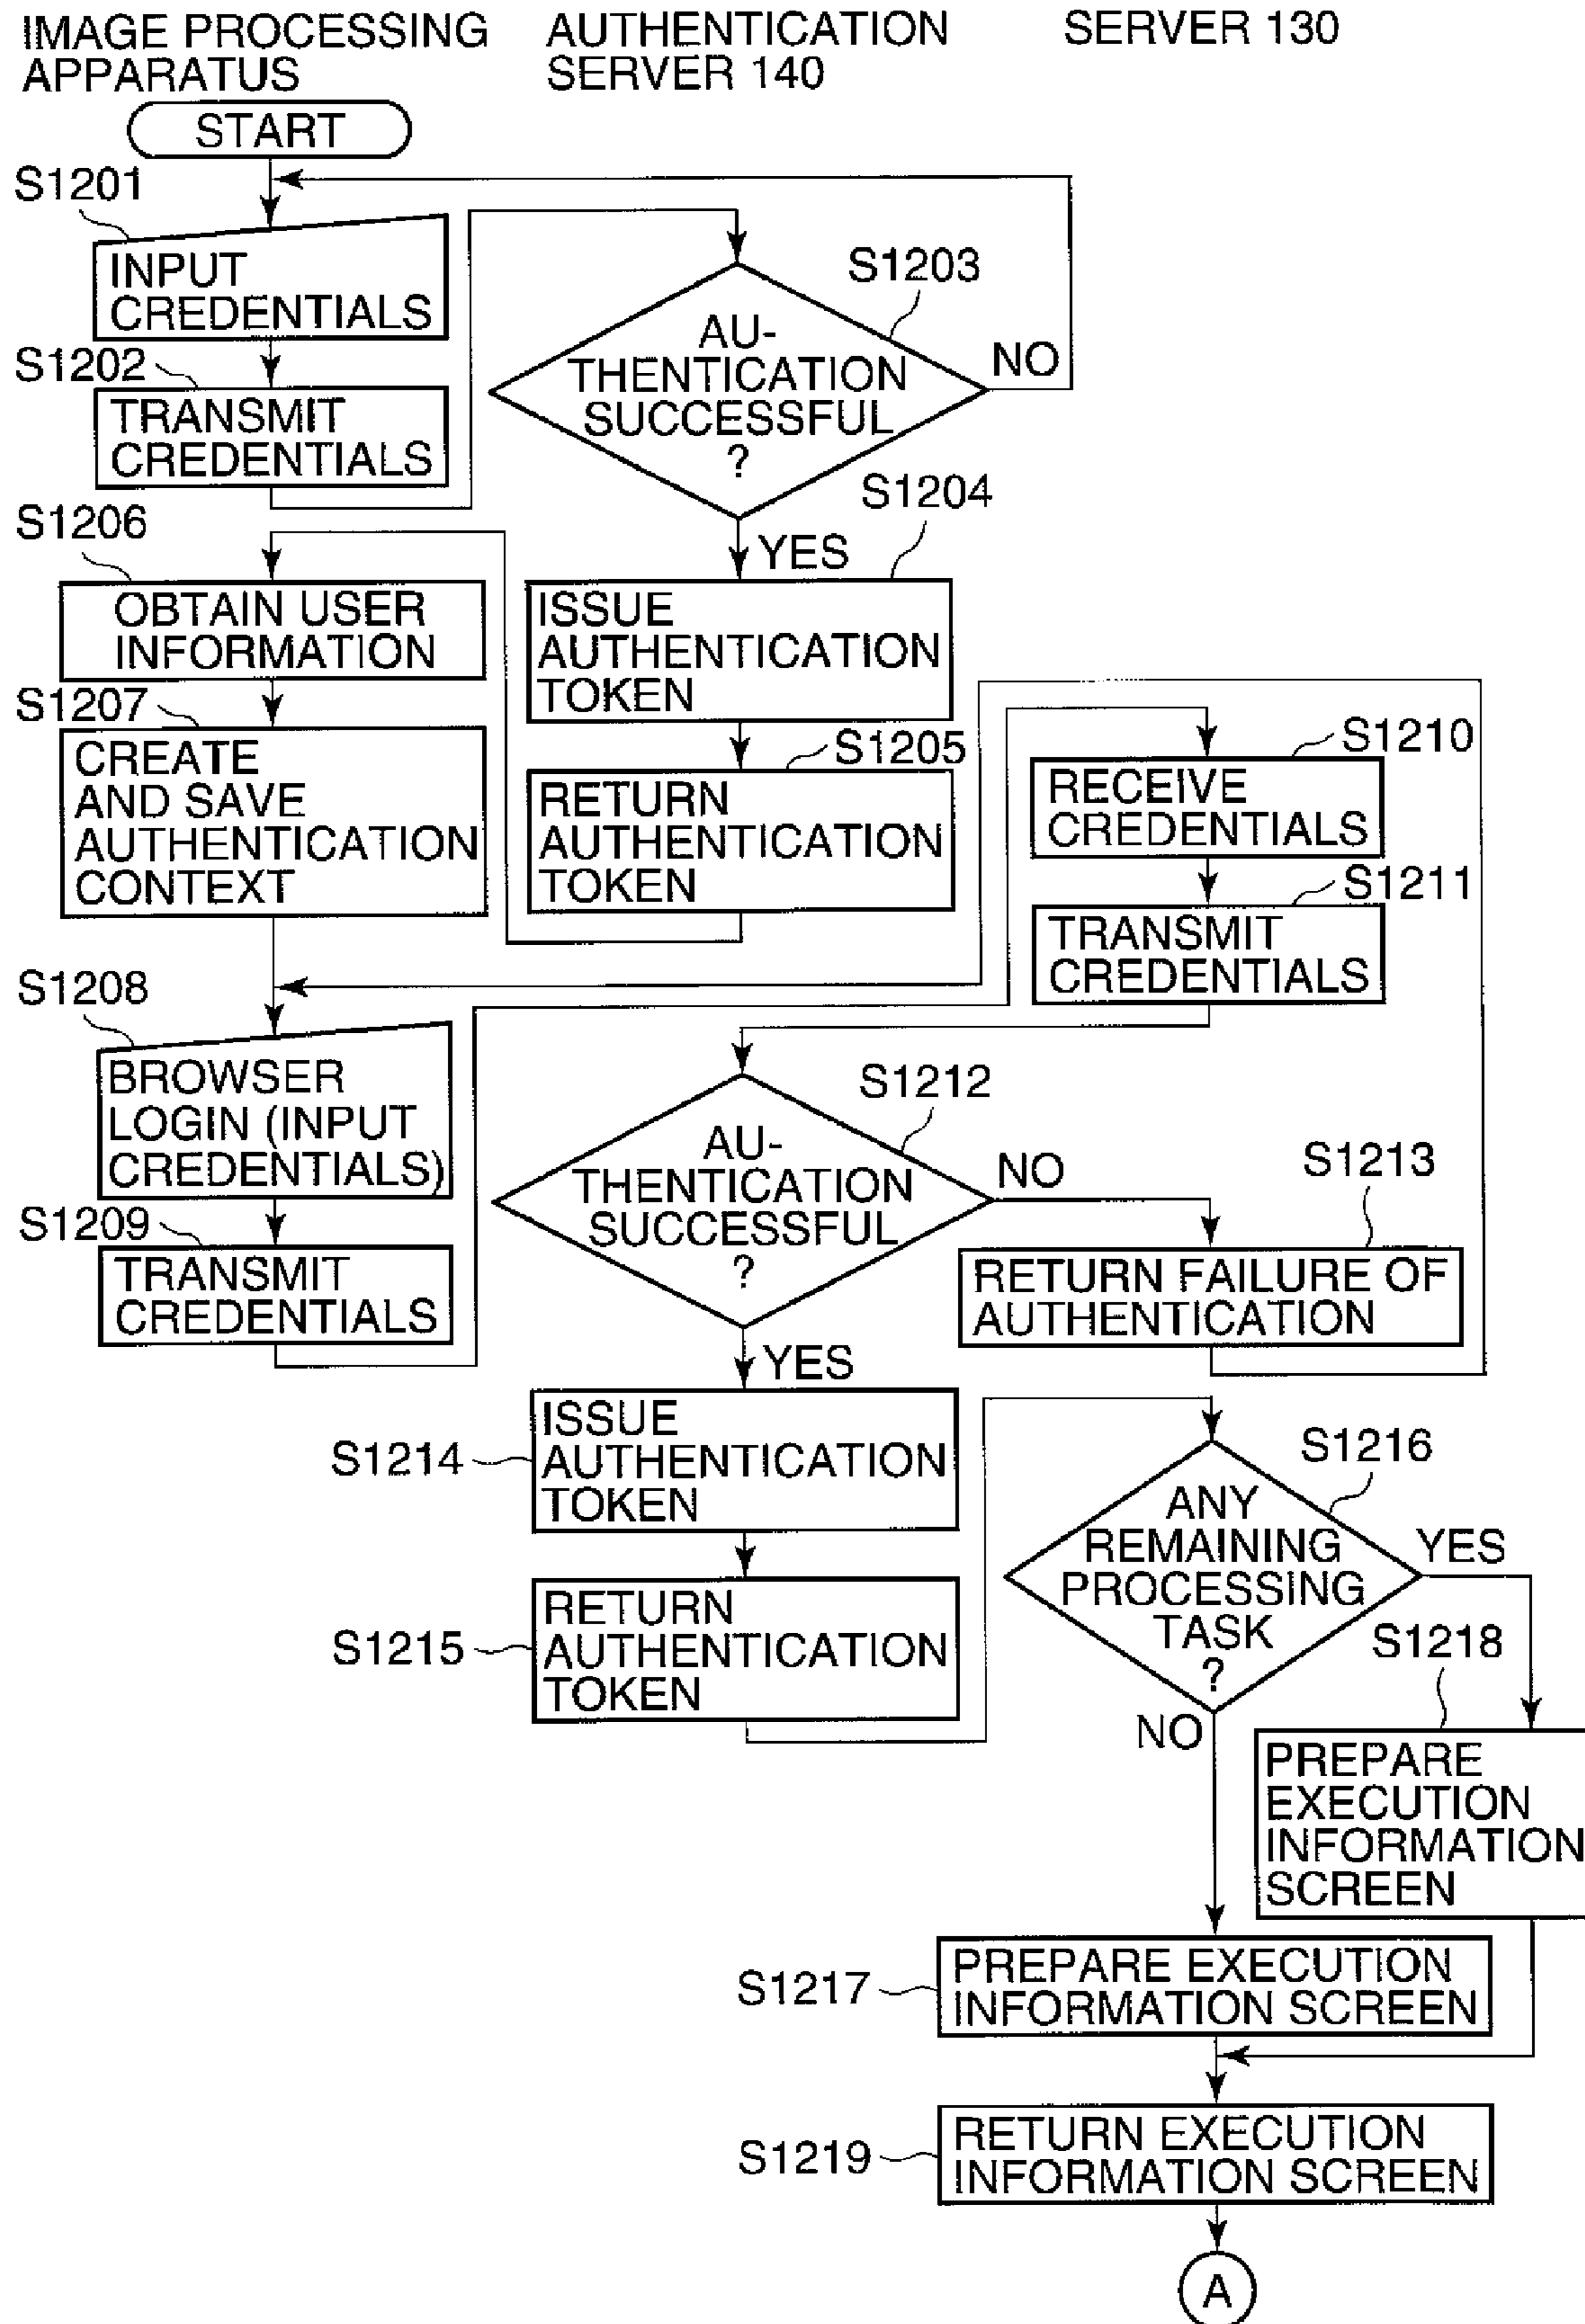 IMAGE PROCESSING
APPARATUS
AUTHENTICATION
SERVER 140
SERVER 130
START
S1201
INPUT
CREDENTIALS
S1202
TRANSMIT
CREDENTIALS
S1203
AU-
THENTICATION
SUCCESSFUL
?
NO
YES
S1204
ISSUE
AUTHENTICATION
TOKEN
S1205
RETURN
AUTHENTICATION
TOKEN
S1206
OBTAIN USER
INFORMATION
S1207
CREATE
AND SAVE
AUTHENTICATION
CONTEXT
S1208
BROWSER
LOGIN (INPUT
CREDENTIALS)
S1209
TRANSMIT
CREDENTIALS
S1210
RECEIVE
CREDENTIALS
S1211
TRANSMIT
CREDENTIALS
S1212
AU-
THENTICATION
SUCCESSFUL
?
NO
S1213
RETURN FAILURE OF
AUTHENTICATION
YES
S1214
ISSUE
AUTHENTICATION
TOKEN
S1215
RETURN
AUTHENTICATION
TOKEN
S1216
ANY
REMAINING
PROCESSING
TASK
?
YES
NO
S1218
PREPARE
EXECUTION
INFORMATION
SCREEN
S1217
PREPARE EXECUTION
INFORMATION SCREEN
S1219
RETURN EXECUTION
INFORMATION SCREEN
A